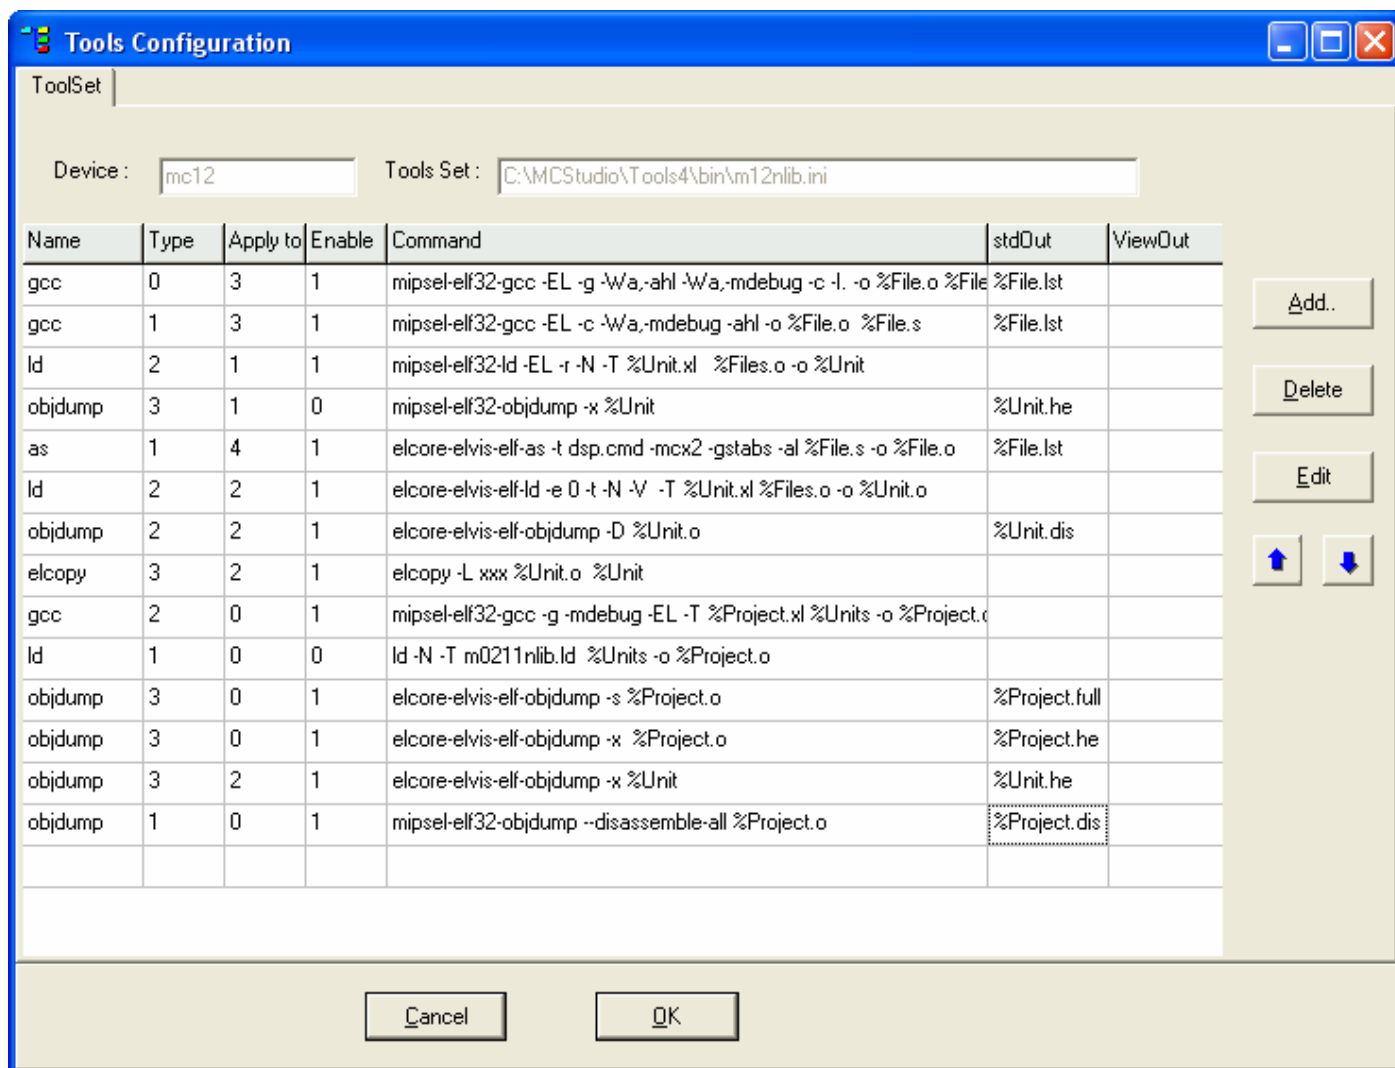 Tools Configuration
ToolSet
Device : mc12 Tools Set : C:\MCStudio\Tools4\bin\m12nlib.ini
Name Type Apply to Enable Command stdOut ViewOut
gcc 0 3 1 mipsel-elf32-gcc -EL -g -Wa,-ahl -Wa,-mdebug -c -I. -o %File.o %File %File.lst
gcc 1 3 1 mipsel-elf32-gcc -EL -c -Wa,-mdebug -ahl -o %File.o %File.s %File.lst
ld 2 1 1 mipsel-elf32-ld -EL -r -N -T %Unit.xl %Files.o -o %Unit
objdump 3 1 0 mipsel-elf32-objdump -x %Unit %Unit.he
as 1 4 1 elcore-elvis-elf-as -t dsp.cmd -mcx2 -gstabs -al %File.s -o %File.o %File.lst
ld 2 2 1 elcore-elvis-elf-ld -e 0 -t -N -V -T %Unit.xl %Files.o -o %Unit.o
objdump 2 2 1 elcore-elvis-elf-objdump -D %Unit.o %Unit.dis
elcopy 3 2 1 elcopy -L xxx %Unit.o %Unit
gcc 2 0 1 mipsel-elf32-gcc -g -mdebug -EL -T %Project.xl %Units -o %Project.o
ld 1 0 0 ld -N -T m0211nlib.ld %Units -o %Project.o
objdump 3 0 1 elcore-elvis-elf-objdump -s %Project.o %Project.full
objdump 3 0 1 elcore-elvis-elf-objdump -x %Project.o %Project.he
objdump 3 2 1 elcore-elvis-elf-objdump -x %Unit %Unit.he
objdump 1 0 1 mipsel-elf32-objdump --disassemble-all %Project.o %Project.dis
Add..
Delete
Edit
Cancel OK